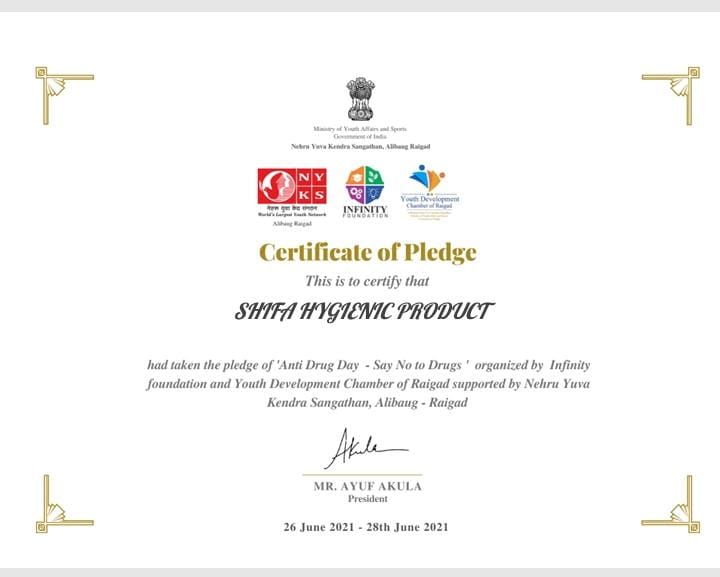 Ministry of Youth Affairs and Sports
Government of India
Nehru Yuva Kendra Sangathan, Alibaug Raigad
N Y
K S
नेहरू युवा केंद्र संगठन
World's Largest Youth Network
Alibaug Raigad
INFINITY
FOUNDATION
Youth Development
Chamber of Raigad
Certificate of Pledge
This is to certify that
SHIFA HYGIENIC PRODUCT
had taken the pledge of 'Anti Drug Day - Say No to Drugs ' organized by Infinity
foundation and Youth Development Chamber of Raigad supported by Nehru Yuva
Kendra Sangathan, Alibaug - Raigad
Akula
MR. AYUF AKULA
President
26 June 2021 - 28th June 2021